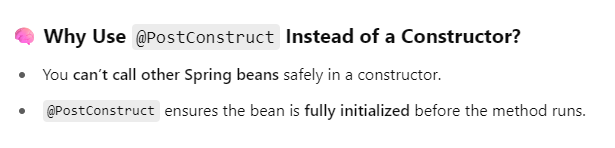 🧠 Why Use @PostConstruct Instead of a Constructor?
• You can't call other Spring beans safely in a constructor.
• @PostConstruct ensures the bean is fully initialized before the method runs.